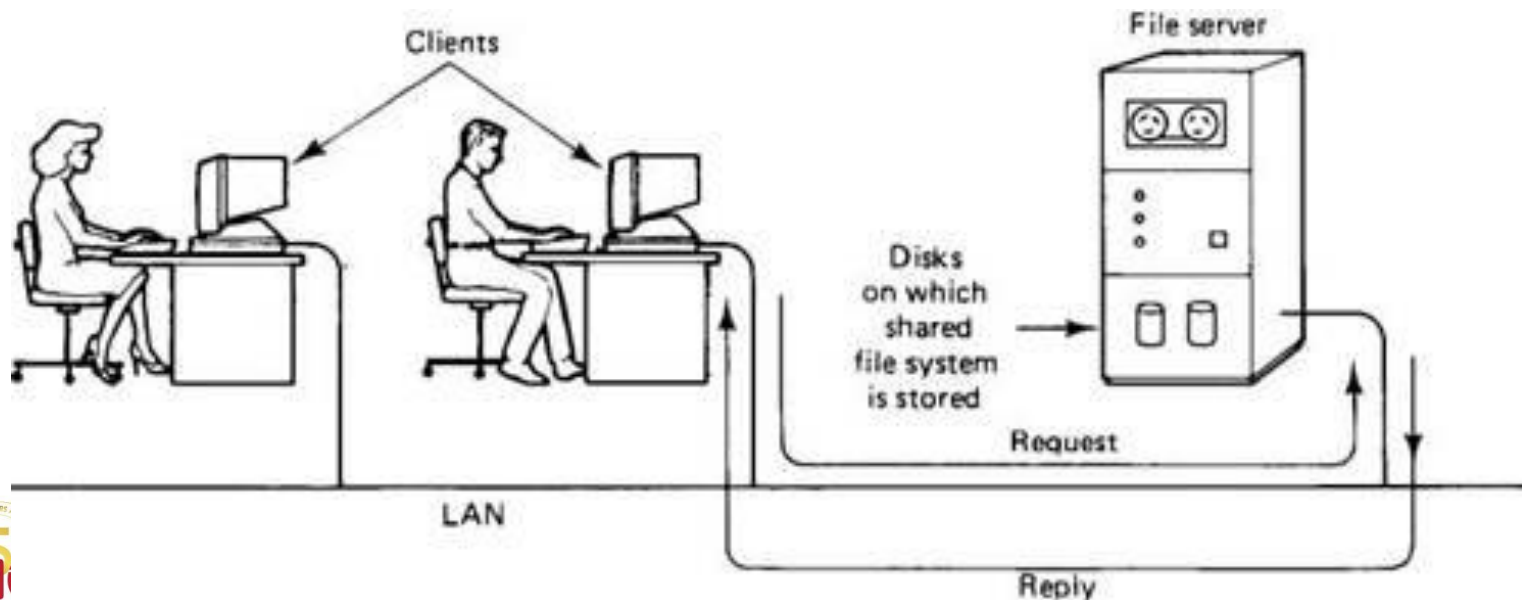 File server
Clients
Disks
on which
shared
file system
is stored
Request
LAN
Reply